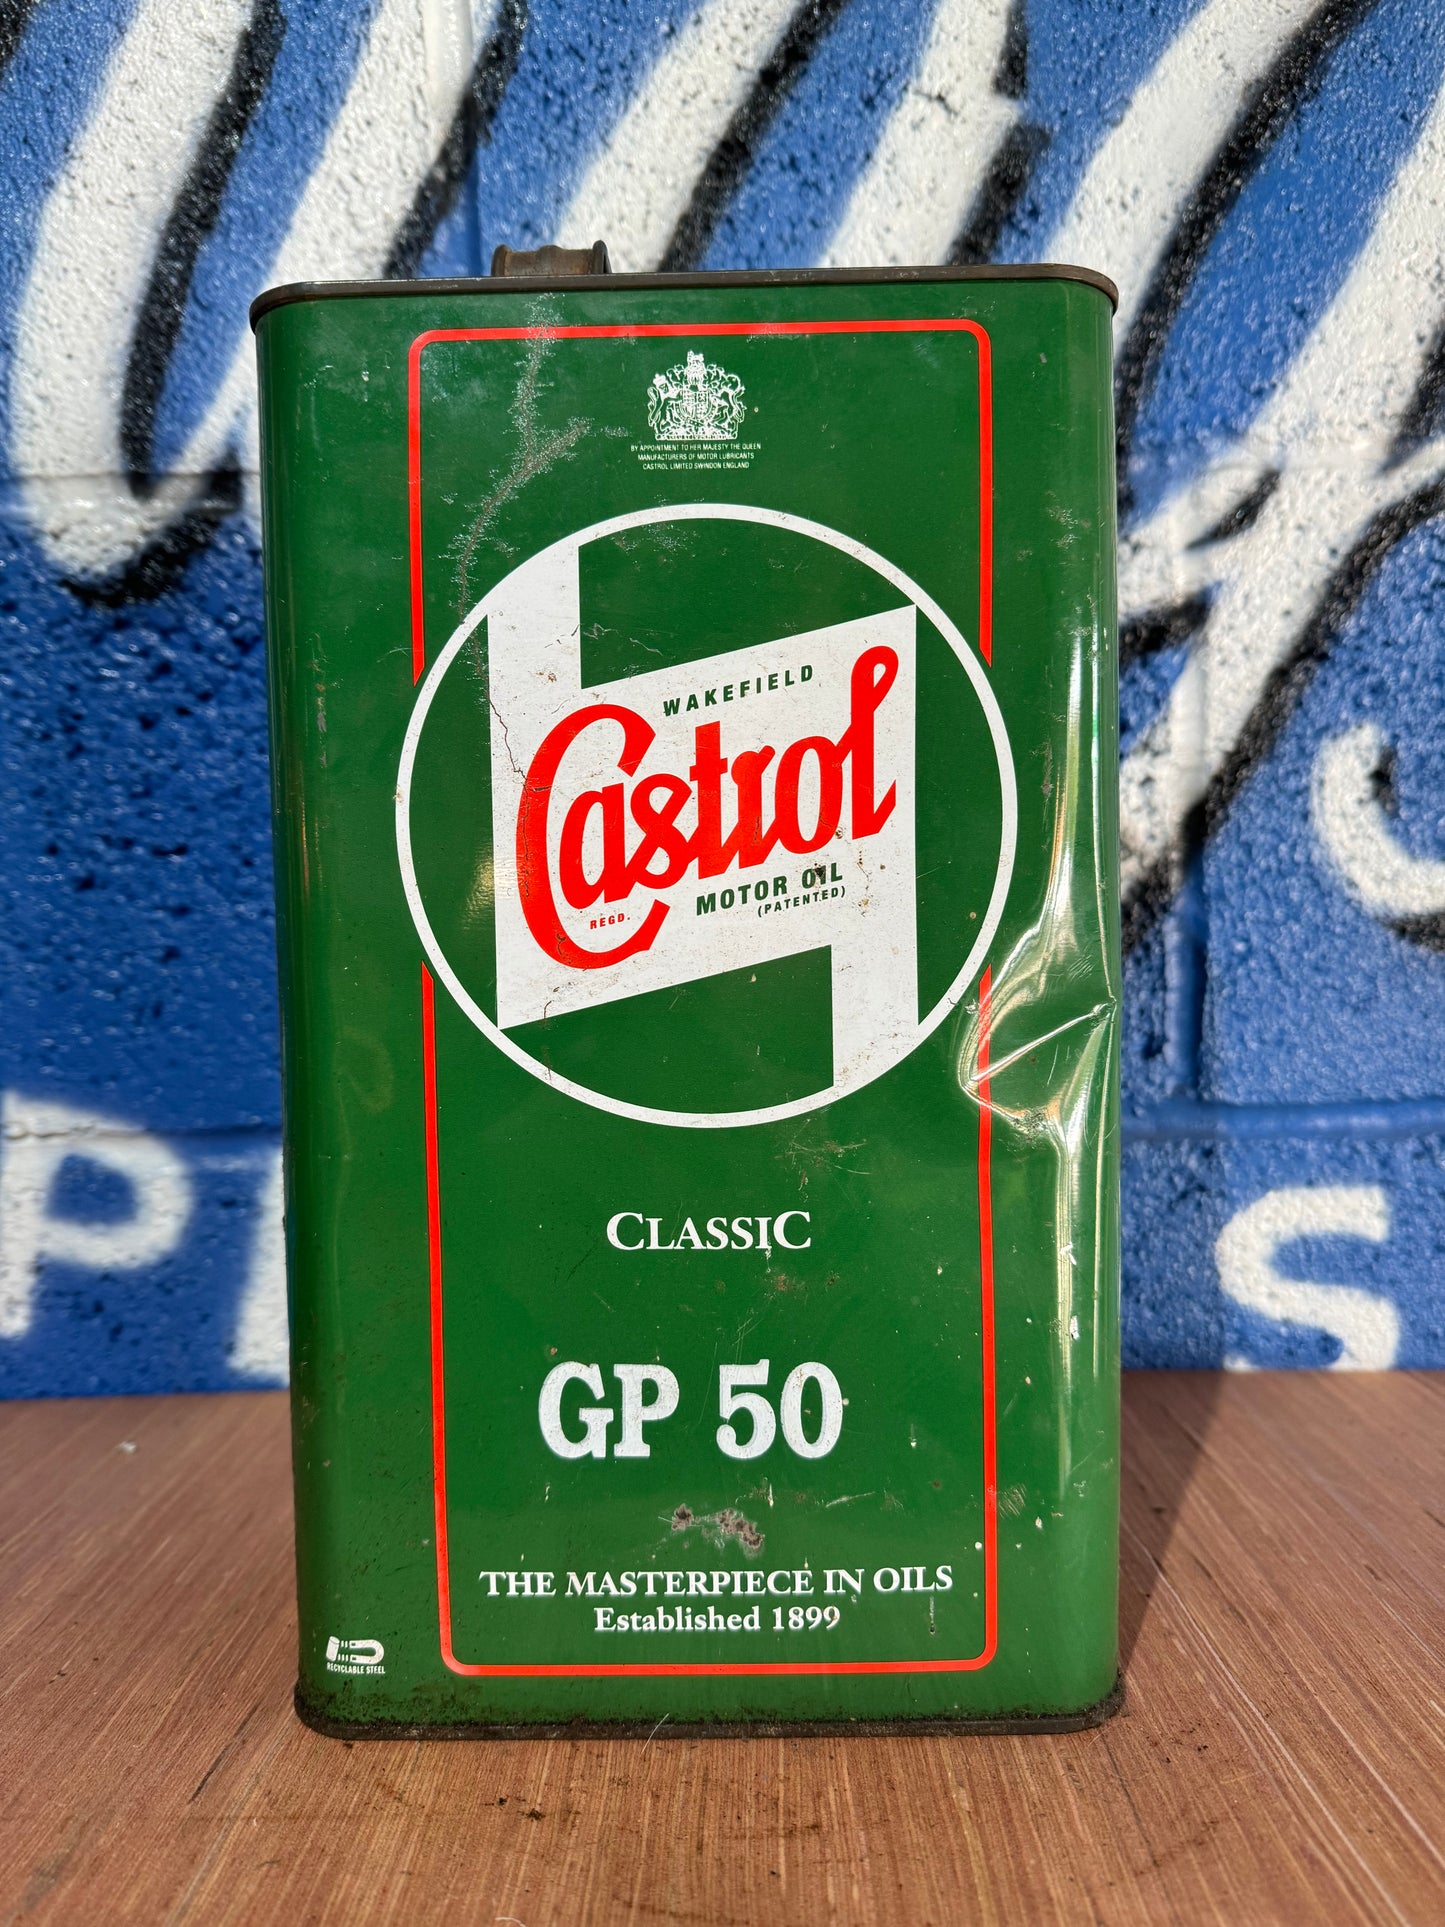 BY APPOINTMENT TO HER MAJESTY THE QUEEN
MANUFACTURERS OF MOTOR LUBRICANTS
CASTROL LIMITED SWINDON ENGLAND
WAKEFIELD
Castrol
REGD.
MOTOR OIL
(PATENTED)
CLASSIC
GP 50
THE MASTERPIECE IN OILS
Established 1899
RECYCLABLE STEEL
P
S